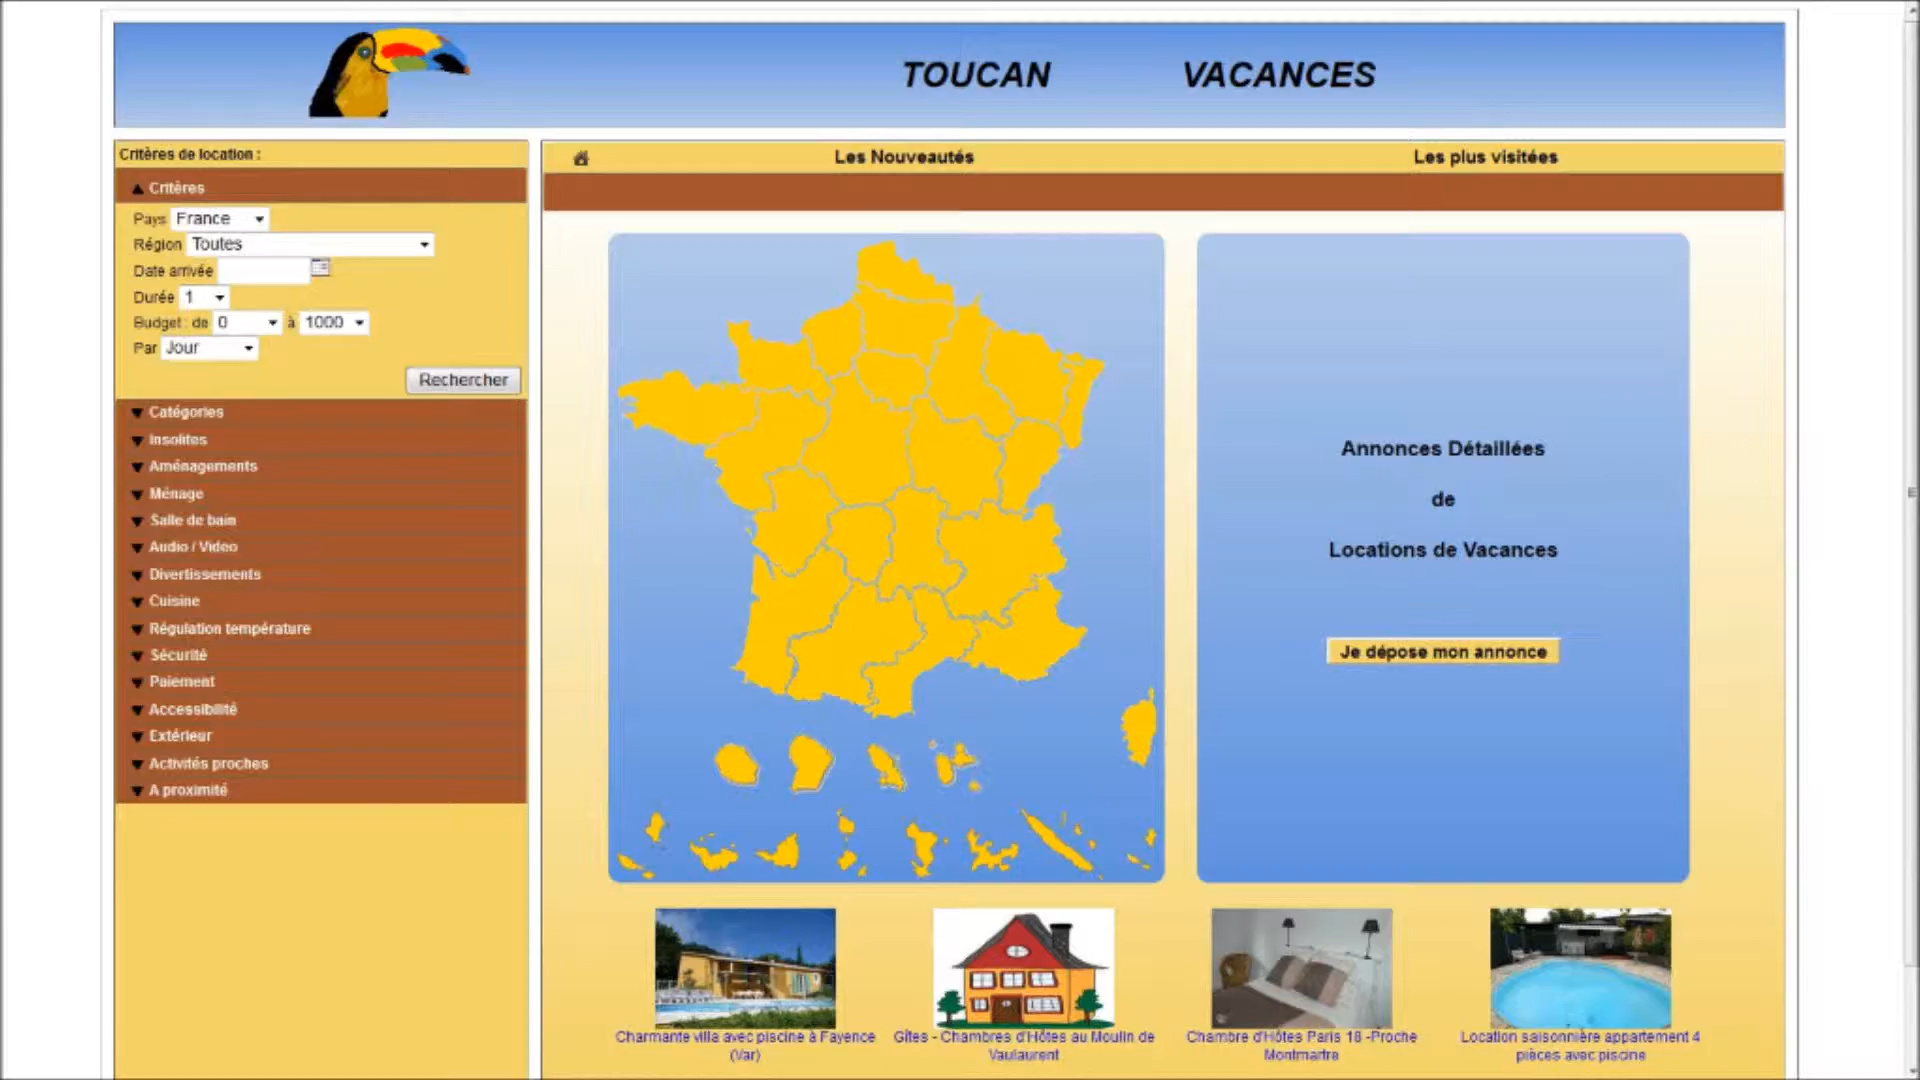 TOUCAN VACANCES
Critères de location :
Critères
Pays France
Région Toutes
Date arrivée
Durée 1
Budget : de 0 à 1000
Par Jour
Rechercher
Catégories
Insolites
Aménagements
Ménage
Salle de bain
Audio / Video
Divertissements
Cuisine
Régulation température
Sécurité
Paiement
Accessibilité
Extérieur
Activités proches
A proximité
Les Nouveautés
Les plus visitées
Annonces Détaillées
de
Locations de Vacances
Je dépose mon annonce
Charmante villa avec piscine à Fayence
(Var)
Gîtes - Chambres d'Hôtes au Moulin de
Vaulaurent
Chambre d'Hôtes Paris 18 -Proche
Montmartre
Location saisonnière appartement 4
pièces avec piscine